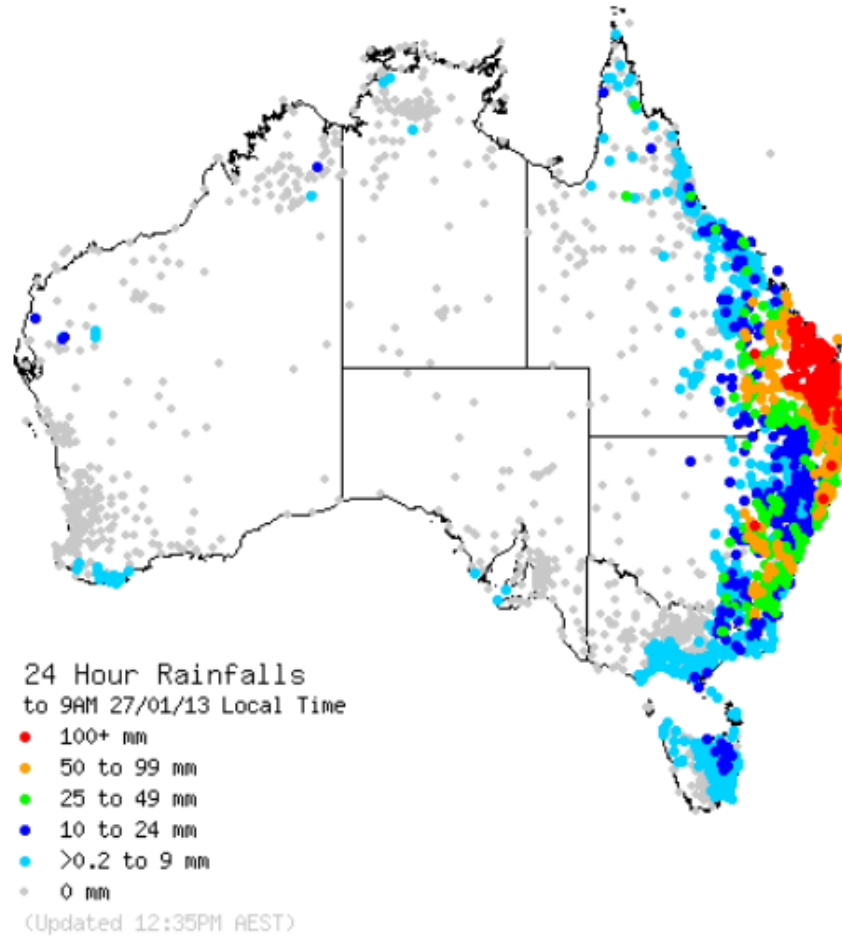 24 Hour Rainfalls
to 9AM 27/01/13 Local Time
100+ mm
50 to 99 mm
25 to 49 mm
10 to 24 mm
>0.2 to 9 mm
0 mm
(Updated 12:35PM AEST)